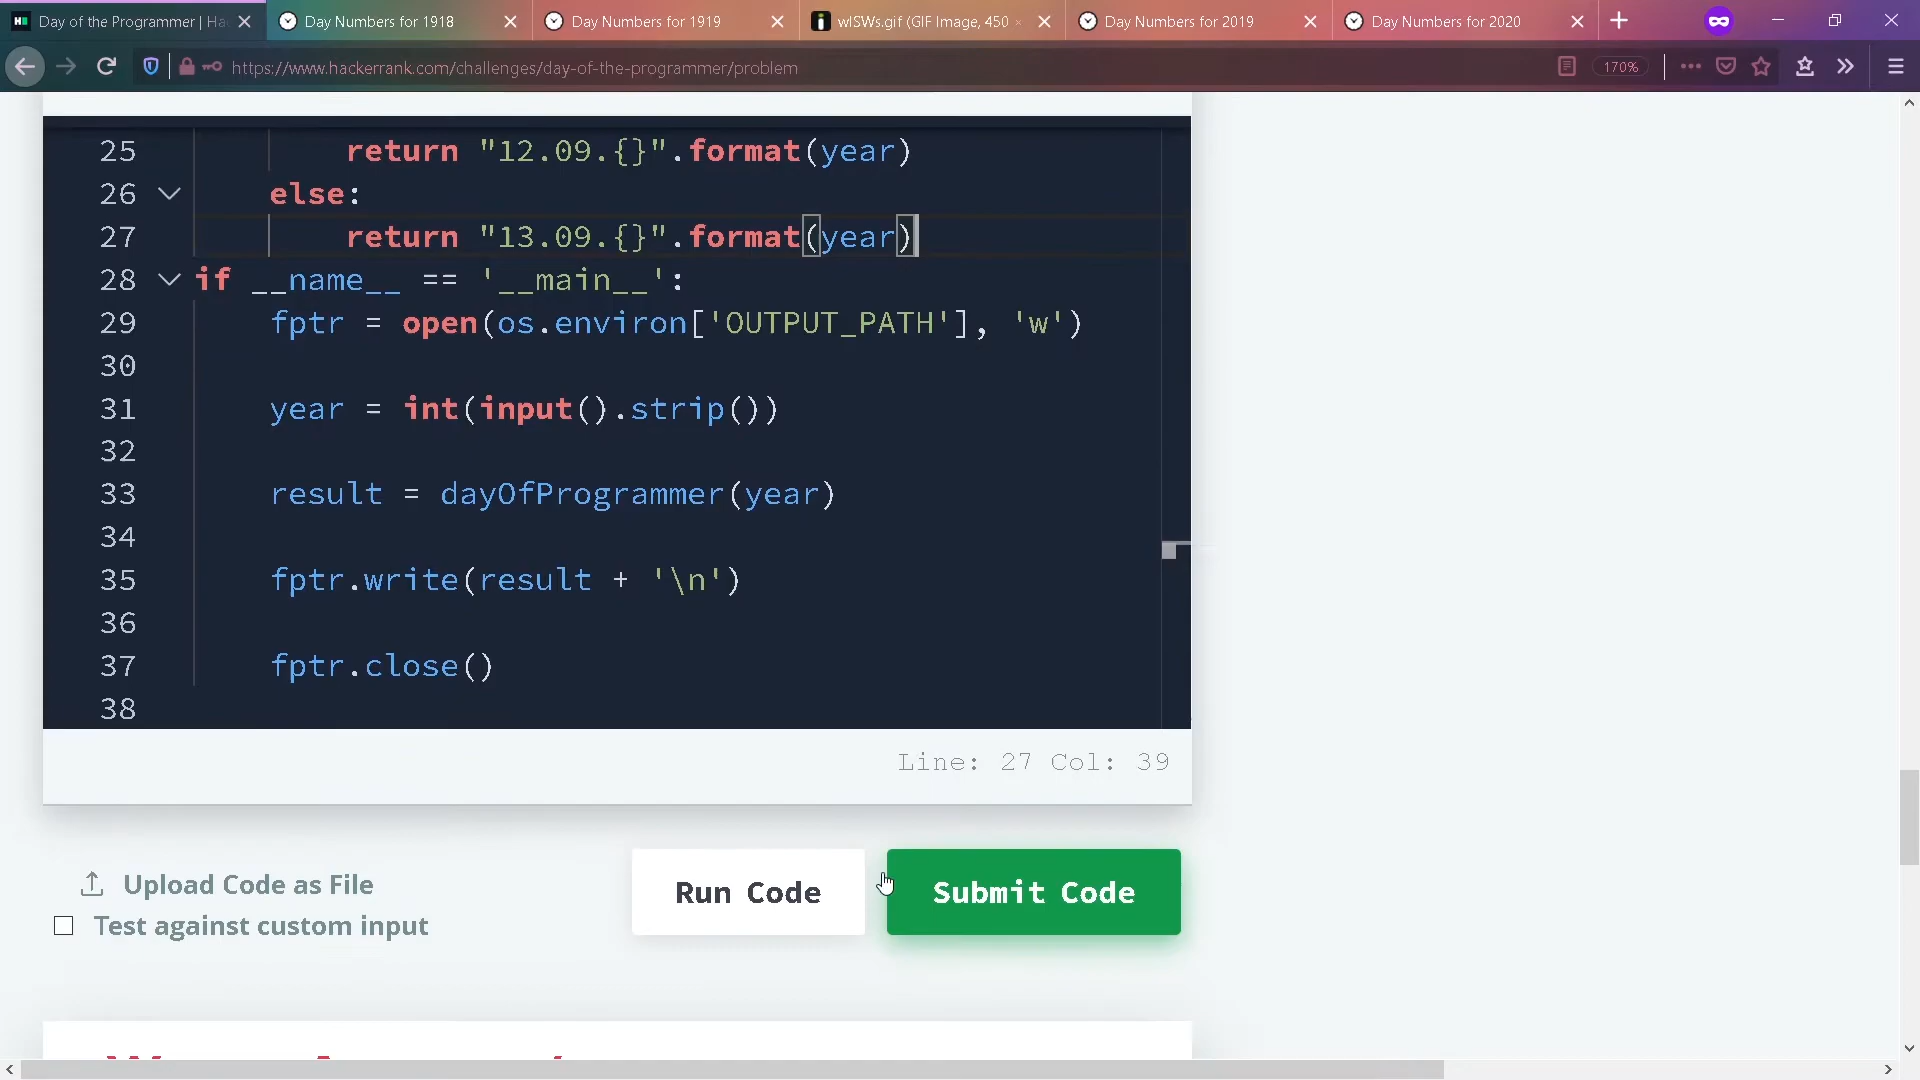 Day of the Programmer | Ha
Day Numbers for 1918
Day Numbers for 1919
wlSWs.gif (GIF Image, 450
Day Numbers for 2019
Day Numbers for 2020
https://www.hackerrank.com/challenges/day-of-the-programmer/problem
170%
25 return "12.09.{}".format(year)
26 else:
27 return "13.09.{}".format(year)
28 if __name__ == '__main__':
29 fptr = open(os.environ['OUTPUT_PATH'], 'w')
30
31 year = int(input().strip())
32
33 result = dayOfProgrammer(year)
34
35 fptr.write(result + '\n')
36
37 fptr.close()
38
Line: 27 Col: 39
Upload Code as File
Test against custom input
Run Code
Submit Code